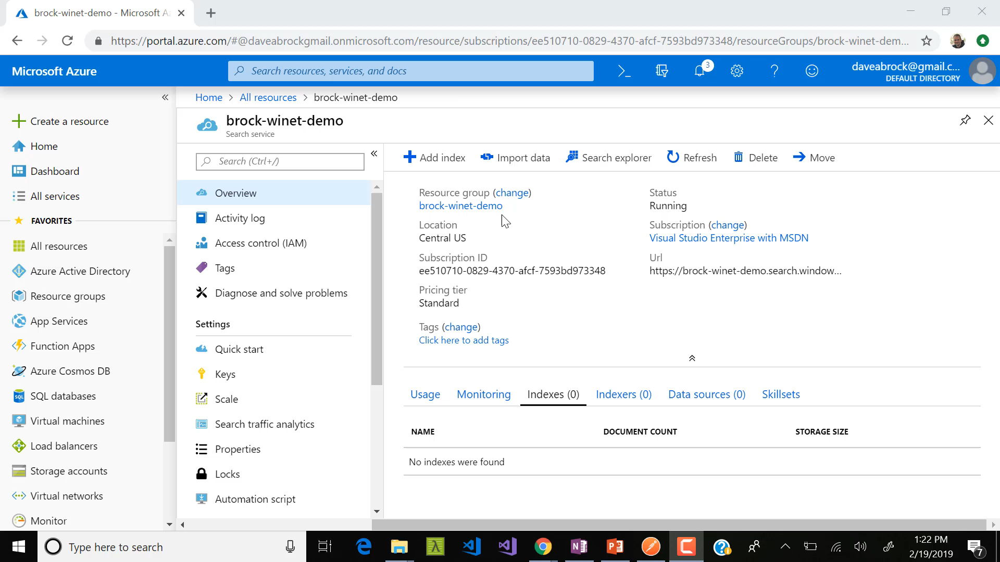 brock-winet-demo - Microsoft Az
https://portal.azure.com/#@daveabrockgmail.onmicrosoft.com/resource/subscriptions/ee510710-0829-4370-afcf-7593bd973348/resourceGroups/brock-winet-dem...
Microsoft Azure
Search resources, services, and docs
3
daveabrock@gmail.c...
DEFAULT DIRECTORY
Home > All resources > brock-winet-demo
brock-winet-demo
Search service
Create a resource
Home
Dashboard
All services
FAVORITES
All resources
Azure Active Directory
Resource groups
App Services
Function Apps
Azure Cosmos DB
SQL
SQL databases
Virtual machines
Load balancers
Storage accounts
Virtual networks
Monitor
Search (Ctrl+/)
Overview
Activity log
Access control (IAM)
Tags
Diagnose and solve problems
Settings
Quick start
Keys
Scale
Search traffic analytics
Properties
Locks
Automation script
Add index
Import data
Search explorer
Refresh
Delete
Move
Resource group (change)
brock-winet-demo
Location
Central US
Subscription ID
ee510710-0829-4370-afcf-7593bd973348
Pricing tier
Standard
Tags (change)
Click here to add tags
Status
Running
Subscription (change)
Visual Studio Enterprise with MSDN
Url
https://brock-winet-demo.search.window...
Usage
Monitoring
Indexes (0)
Indexers (0)
Data sources (0)
Skillsets
NAME
DOCUMENT COUNT
STORAGE SIZE
No indexes were found
Type here to search
1:22 PM
2/19/2019
7